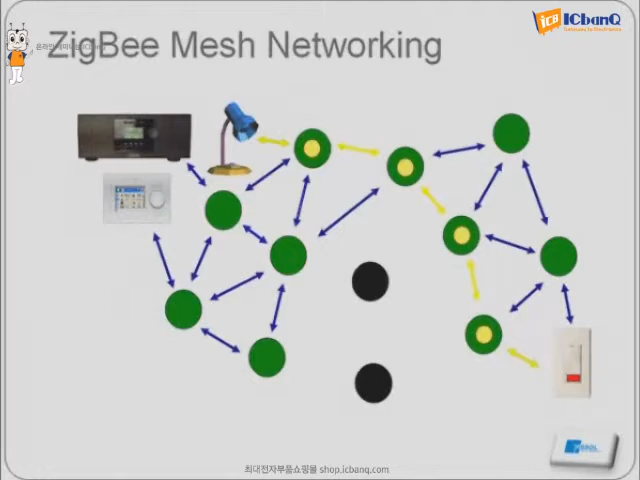 ICbanQ
ZigBee Mesh Networking
최대전자부품쇼핑몰 shop.icbanq.com